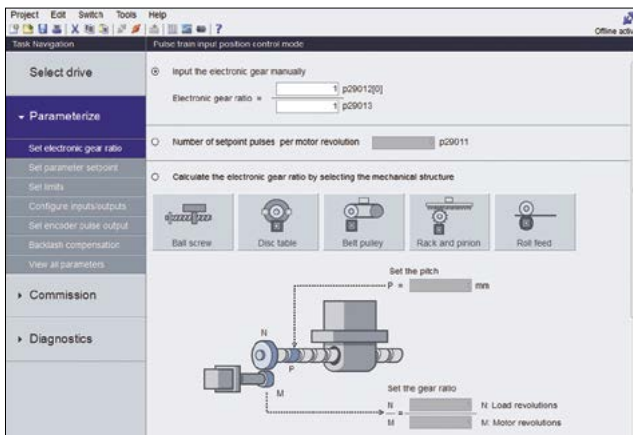 Project Edit Switch Tools Help
Offline activ
Task Navigation
Pulse train input position control mode
Select drive
Parameterize
Set electronic gear ratio
Set parameter setpoint
Set limits
Configure inputs/outputs
Set encoder pulse output
Backlash compensation
View all parameters
Commission
Diagnostics
Input the electronic gear manually
Electronic gear ratio =
1 p29012[0]
1 p29013
Number of setpoint pulses per motor revolution p29011
Calculate the electronic gear ratio by selecting the mechanical structure
Ball screw Disc table Belt pulley Rack and pinion Roll feed
Set the pitch
P = mm
N
P
M
Set the gear ratio
N = N: Load revolutions
M M: Motor revolutions